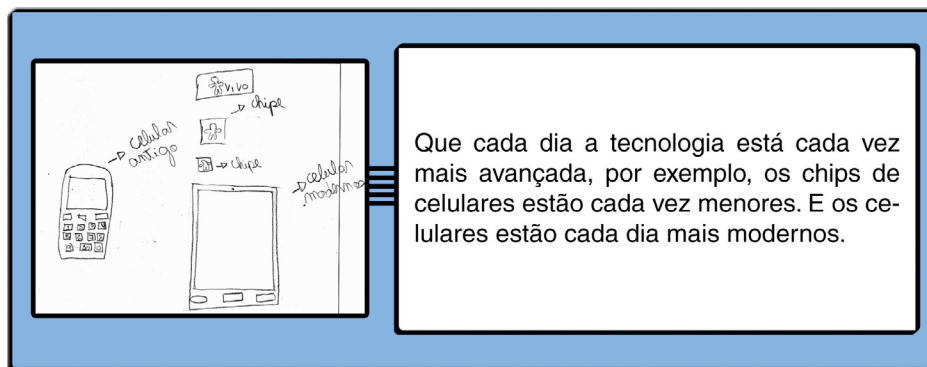 vivo
→ chipe
→ celular
antigo
→ chipe
→ celular
modernos
Que cada dia a tecnologia está cada vez
mais avançada, por exemplo, os chips de
celulares estão cada vez menores. E os ce-
lulares estão cada dia mais modernos.